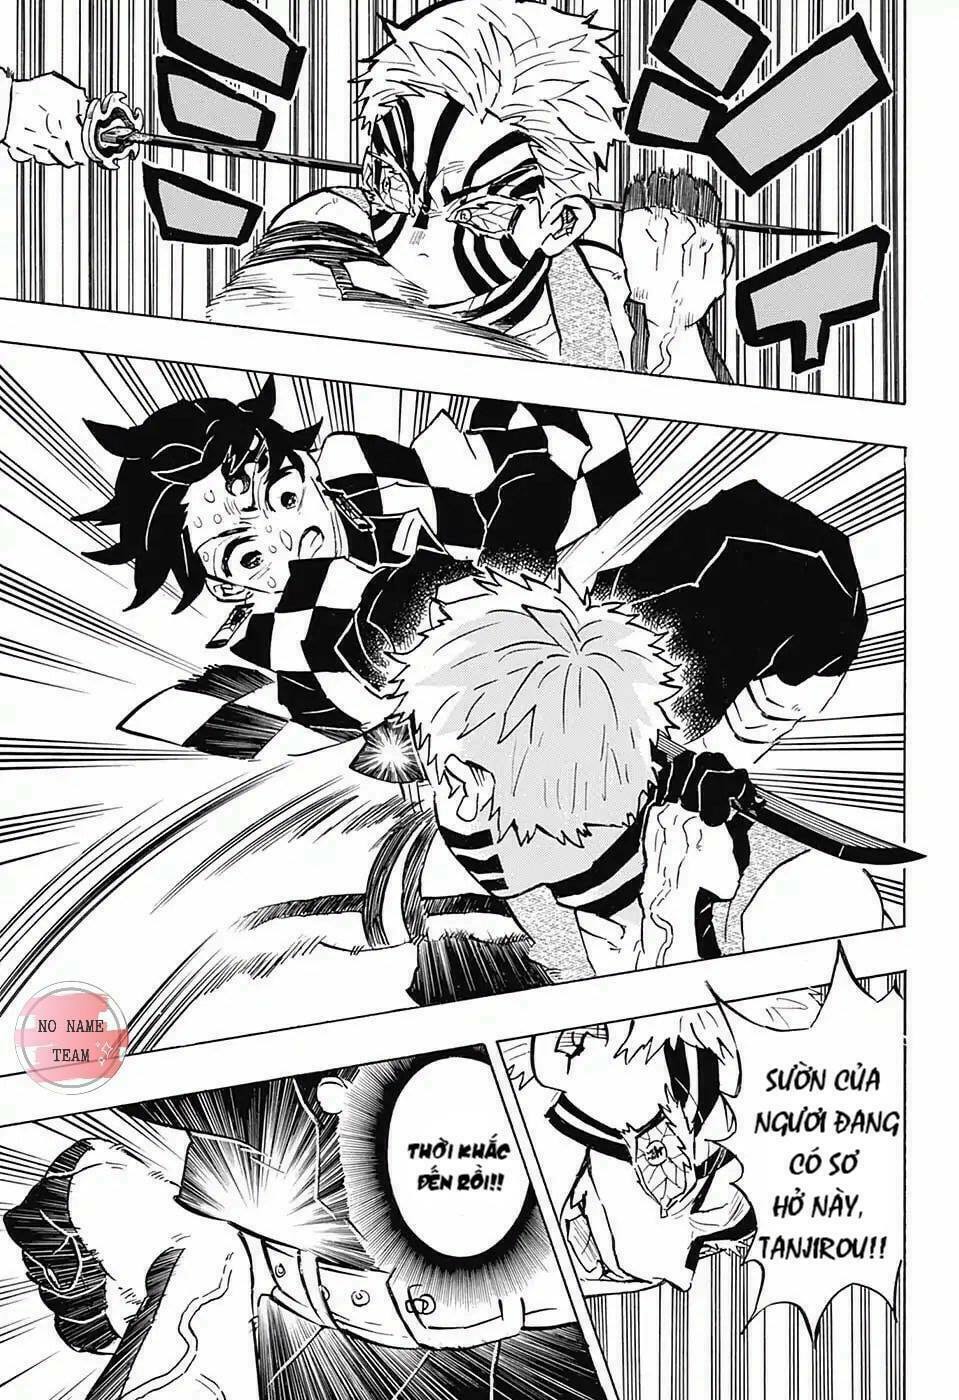 SƯỜN CỦA
NGƯƠI ĐANG
CÓ SƠ
HỞ NÀY,
TANJIROU!!
THỜI KHẮC
ĐẾN RỒI!!
NO NAME
TEAM